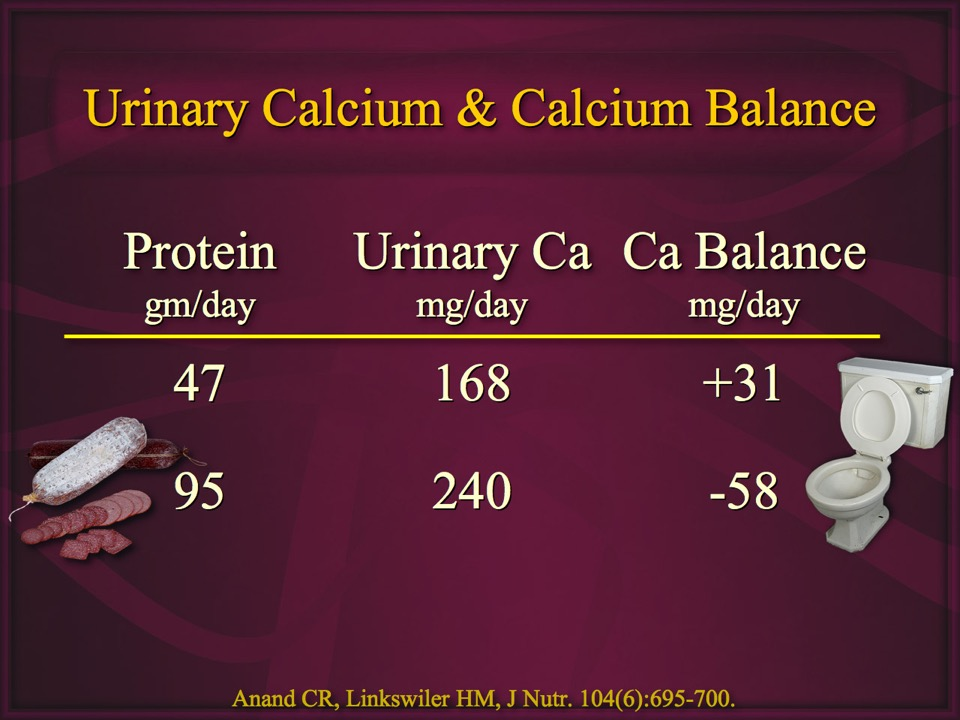 Urinary Calcium & Calcium Balance
Protein Urinary Ca Ca Balance
gm/day mg/day mg/day
47 168 +31
95 240 -58
Anand CR, Linkswiler HM, J Nutr. 104(6):695-700.